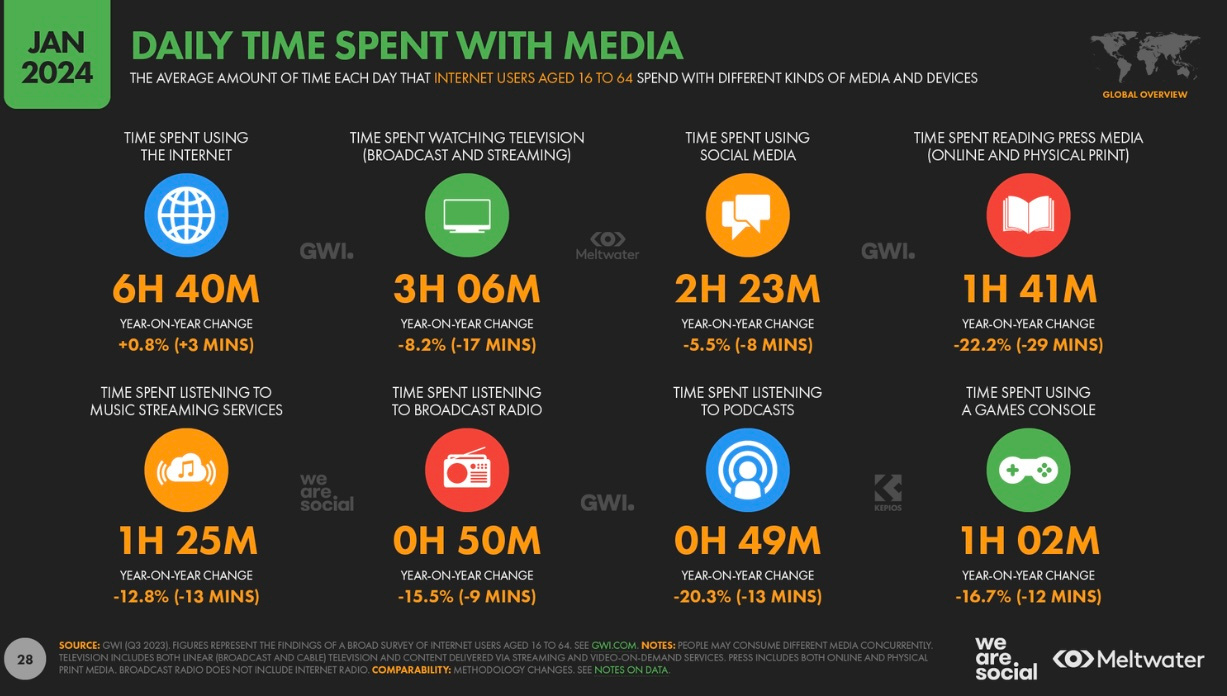 JAN
2024
DAILY TIME SPENT WITH MEDIA
THE AVERAGE AMOUNT OF TIME EACH DAY THAT INTERNET USERS AGED 16 TO 64 SPEND WITH DIFFERENT KINDS OF MEDIA AND DEVICES
GLOBAL OVERVIEW
TIME SPENT USING
THE INTERNET
6H 40M
YEAR-ON-YEAR CHANGE
+0.8% (+3 MINS)
GWI.
TIME SPENT WATCHING TELEVISION
(BROADCAST AND STREAMING)
3H 06M
YEAR-ON-YEAR CHANGE
-8.2% (-17 MINS)
Meltwater
TIME SPENT USING
SOCIAL MEDIA
2H 23M
YEAR-ON-YEAR CHANGE
-5.5% (-8 MINS)
GWI.
TIME SPENT READING PRESS MEDIA
(ONLINE AND PHYSICAL PRINT)
1H 41M
YEAR-ON-YEAR CHANGE
-22.2% (-29 MINS)
TIME SPENT LISTENING TO
MUSIC STREAMING SERVICES
1H 25M
YEAR-ON-YEAR CHANGE
-12.8% (-13 MINS)
we
are.
social
TIME SPENT LISTENING
TO BROADCAST RADIO
0H 50M
YEAR-ON-YEAR CHANGE
-15.5% (-9 MINS)
GWI.
TIME SPENT LISTENING
TO PODCASTS
0H 49M
YEAR-ON-YEAR CHANGE
-20.3% (-13 MINS)
KEPIOS
TIME SPENT USING
A GAMES CONSOLE
1H 02M
YEAR-ON-YEAR CHANGE
-16.7% (-12 MINS)
28
SOURCE: GWI (Q3 2023). FIGURES REPRESENT THE FINDINGS OF A BROAD SURVEY OF INTERNET USERS AGED 16 TO 64. SEE GWI.COM. NOTES: PEOPLE MAY CONSUME DIFFERENT MEDIA CONCURRENTLY.
TELEVISION INCLUDES BOTH LINEAR (BROADCAST AND CABLE) TELEVISION AND CONTENT DELIVERED VIA STREAMING AND VIDEO-ON-DEMAND SERVICES. PRESS INCLUDES BOTH ONLINE AND PHYSICAL
PRINT MEDIA. BROADCAST RADIO DOES NOT INCLUDE INTERNET RADIO. COMPARABILITY: METHODOLOGY CHANGES. SEE NOTES ON DATA.
we
are.
social
Meltwater